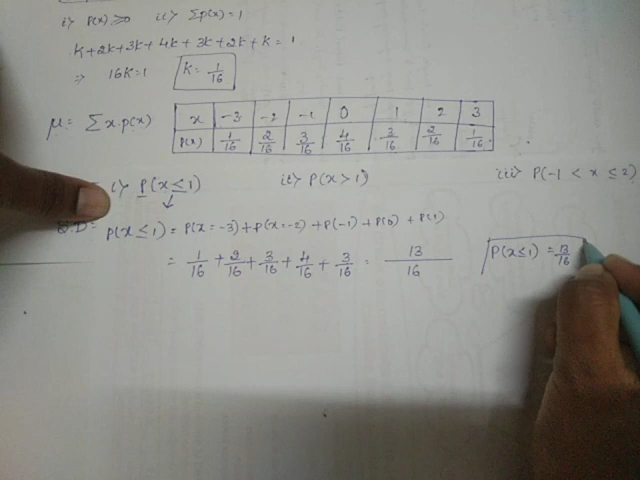 i> P(x) ≥ 0 ii> Σp(x) = 1
K + 2K + 3K + 4K + 3K + 2K + K = 1
⇒ 16K = 1 K = 1/16
μ = Σ x.p(x)
x -3 -2 -1 0 1 2 3
P(x) 1/16 2/16 3/16 4/16 3/16 2/16 1/16
i> P(x ≤ 1) ii> P(x > 1) iii> P(-1 < x ≤ 2)
P(x ≤ 1) = P(x = -3) + P(x = -2) + P(-1) + P(0) + P(1)
= 1/16 + 2/16 + 3/16 + 4/16 + 3/16 = 13/16 P(x ≤ 1) = 13/16